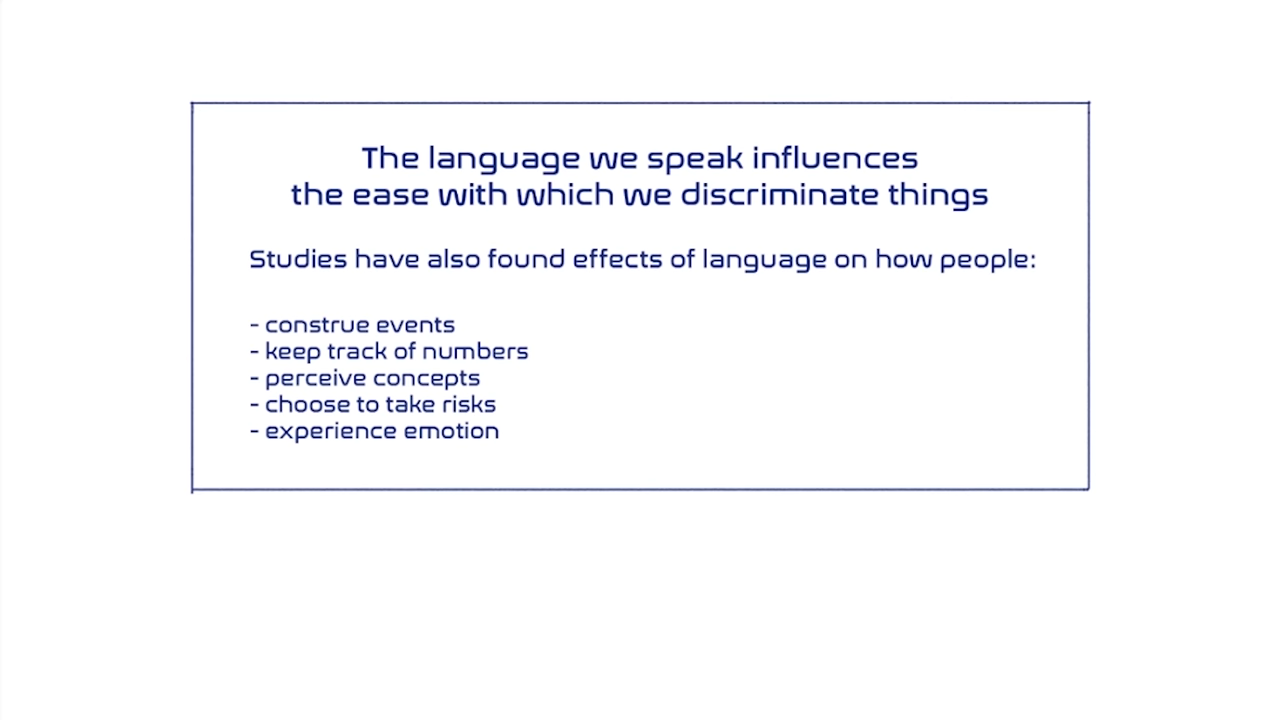 The language we speak influences
the ease with which we discriminate things
Studies have also found effects of language on how people:
- construe events
- keep track of numbers
- perceive concepts
- choose to take risks
- experience emotion